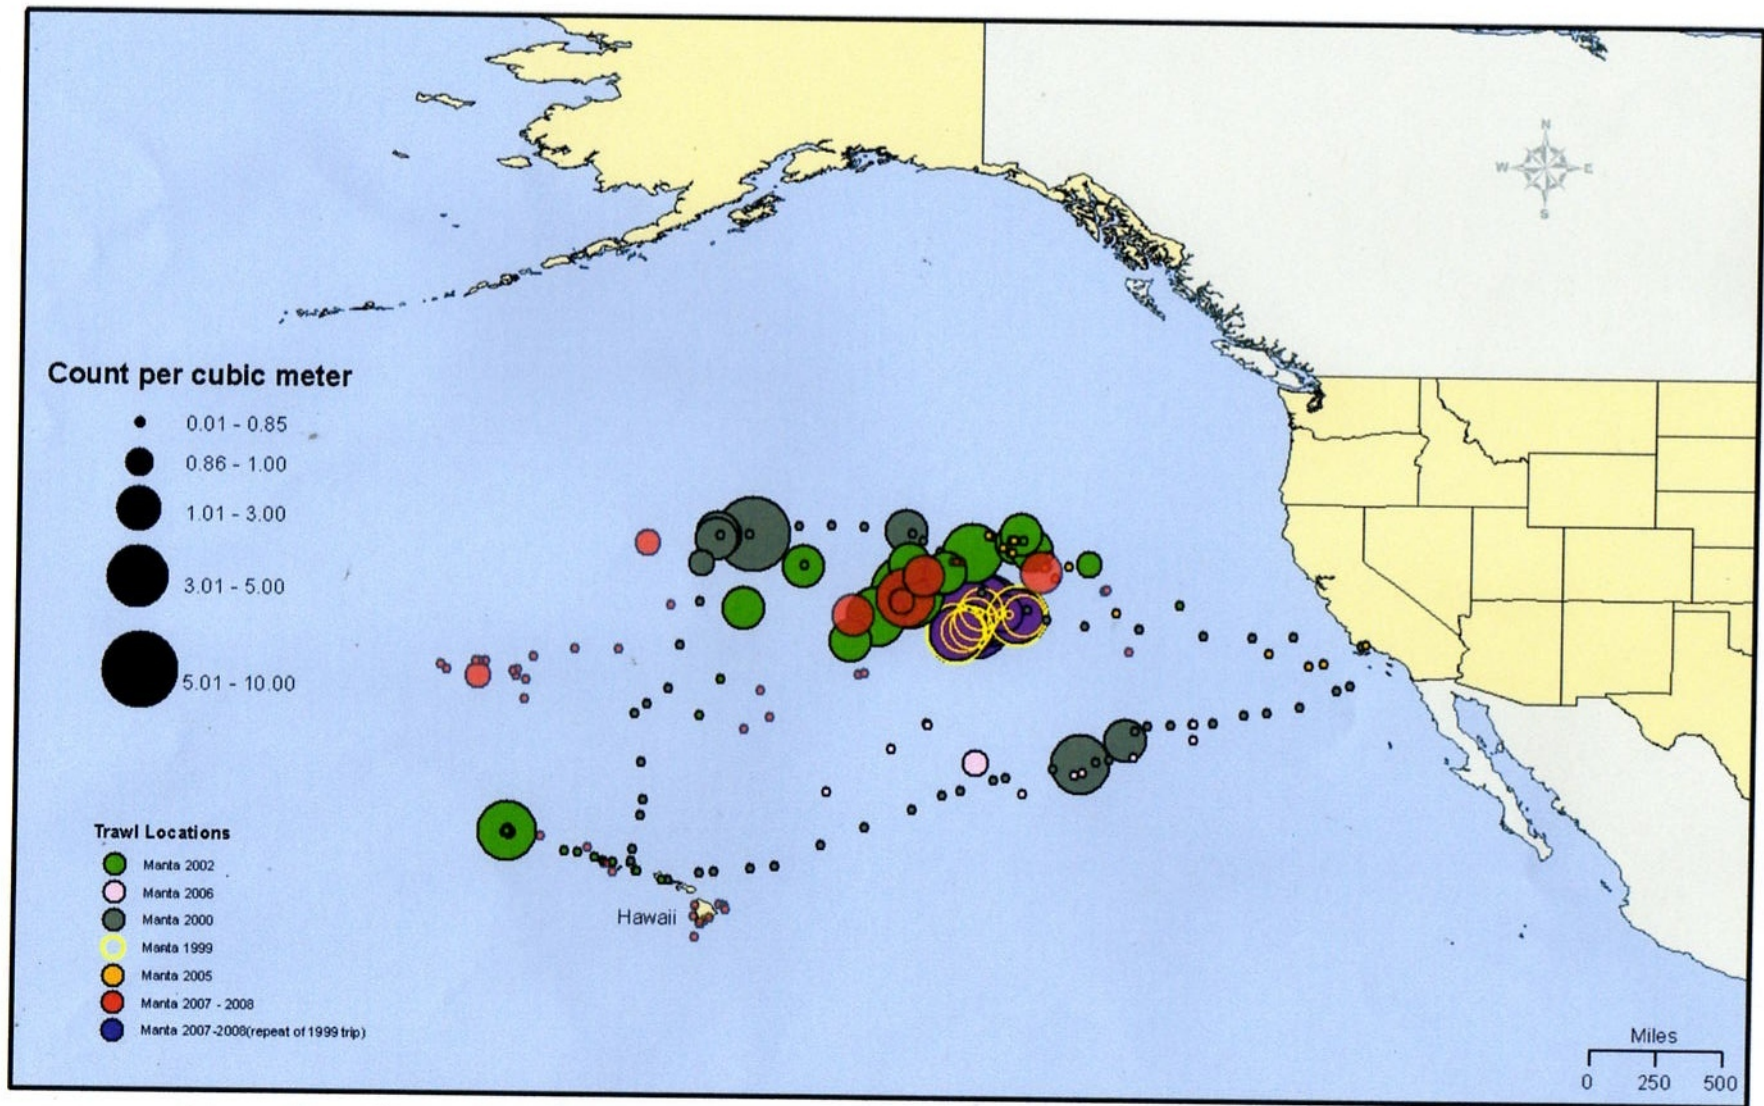 N
W E
S
Count per cubic meter
0.01 - 0.85
0.86 - 1.00
1.01 - 3.00
3.01 - 5.00
5.01 - 10.00
Trawl Locations
Manta 2002
Manta 2006
Manta 2000
Manta 1999
Manta 2005
Manta 2007 - 2008
Manta 2007-2008(repeat of 1999 trip)
Hawaii
Miles
0 250 500